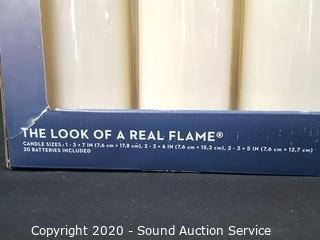 THE LOOK OF A REAL FLAME®
CANDLE SIZES : 1 - 3 × 7 IN (7,6 cm × 17,8 cm), 2 - 3 × 6 IN (7,6 cm × 15,2 cm), 2 - 3 × 5 IN (7,6 cm × 12,7 cm)
20 BATTERIES INCLUDED
Copyright 2020 - Sound Auction Service